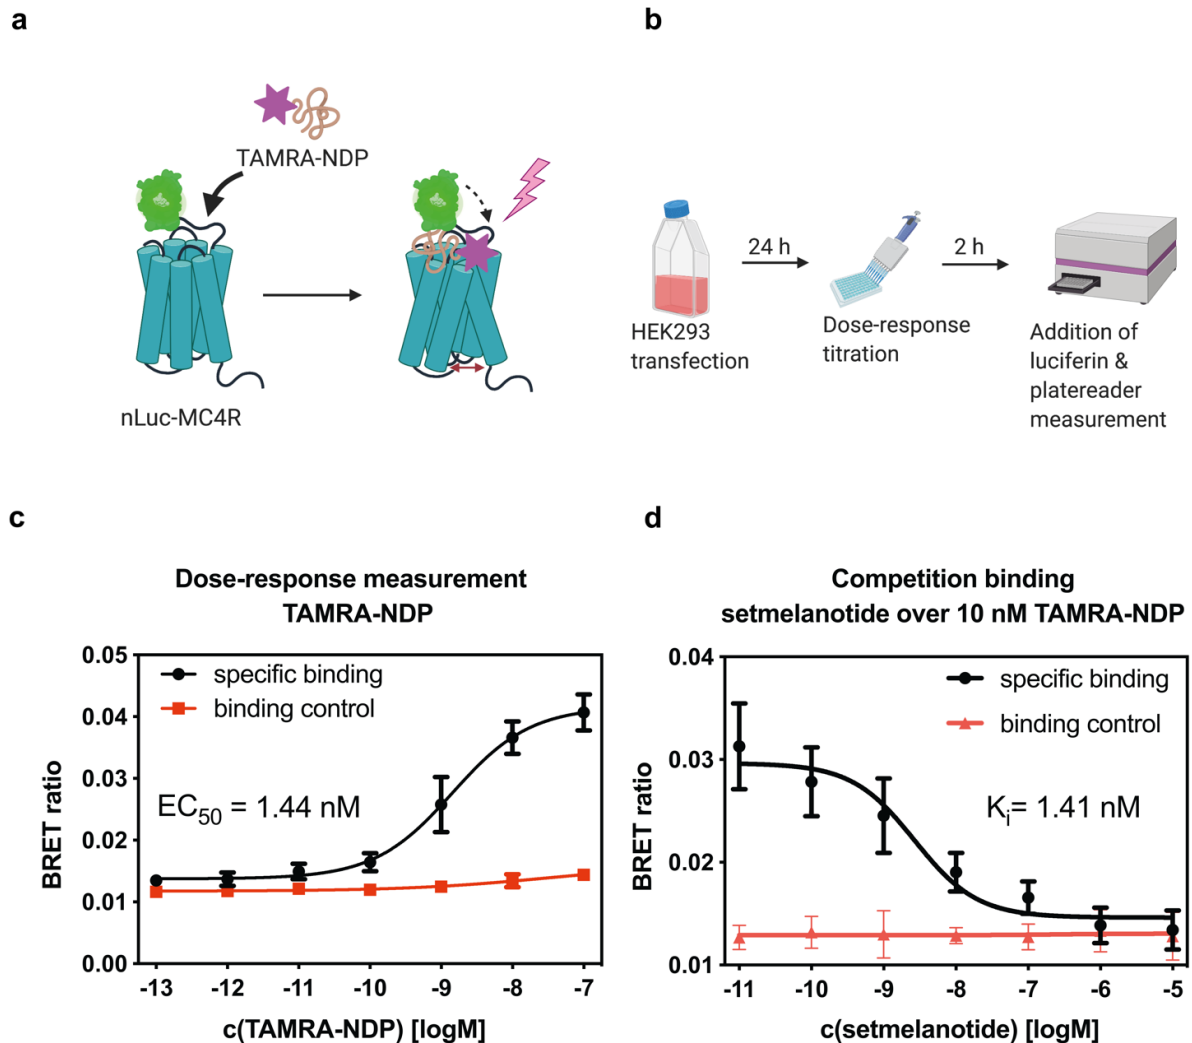 a
TAMRA-NDP
nLuc-MC4R
b
24 h
2 h
HEK293
transfection
Dose-response
titration
Addition of
luciferin &
platereader
measurement
c
Dose-response measurement
TAMRA-NDP
0.05
0.04
0.03
0.02
0.01
0.00
BRET ratio
specific binding
binding control
EC50 = 1.44 nM
-13 -12 -11 -10 -9 -8 -7
c(TAMRA-NDP) [logM]
d
Competition binding
setmelanotide over 10 nM TAMRA-NDP
0.04
0.03
0.02
0.01
BRET ratio
specific binding
binding control
Ki= 1.41 nM
-11 -10 -9 -8 -7 -6 -5
c(setmelanotide) [logM]